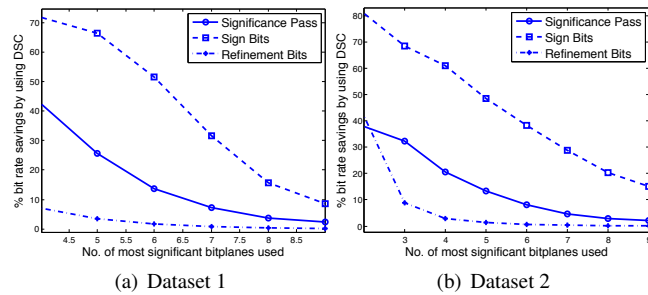 % bit rate savings by using DSC
70
60
50
40
30
20
10
0
4.5 5 5.5 6 6.5 7 7.5 8 8.5
No. of most significant bitplanes used
Significance Pass
Sign Bits
Refinement Bits
(a) Dataset 1
% bit rate savings by using DSC
80
70
60
50
40
30
20
10
0
3 4 5 6 7 8 9
No. of most significant bitplanes used
Significance Pass
Sign Bits
Refinement Bits
(b) Dataset 2